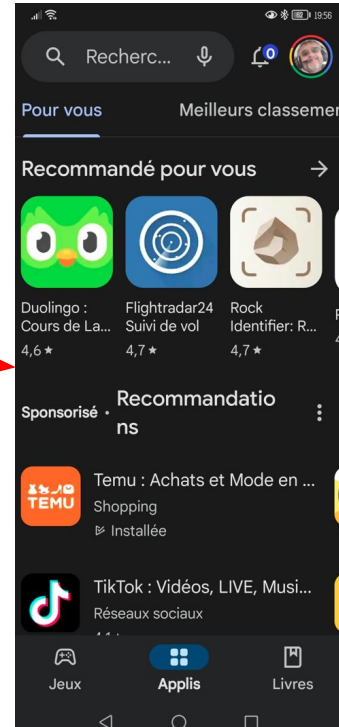 82 19:56
Recherc...
0
Pour vous Meilleurs classemer
Recommandé pour vous
Duolingo : Cours de La...
4,6 ★
Flightradar24 Suivi de vol
4,7 ★
Rock Identifier: R...
4,7 ★
Sponsorisé • Recommandatio
ns
TEMU
Temu : Achats et Mode en ...
Shopping
Installée
TikTok : Vidéos, LIVE, Musi...
Réseaux sociaux
Jeux Applis Livres